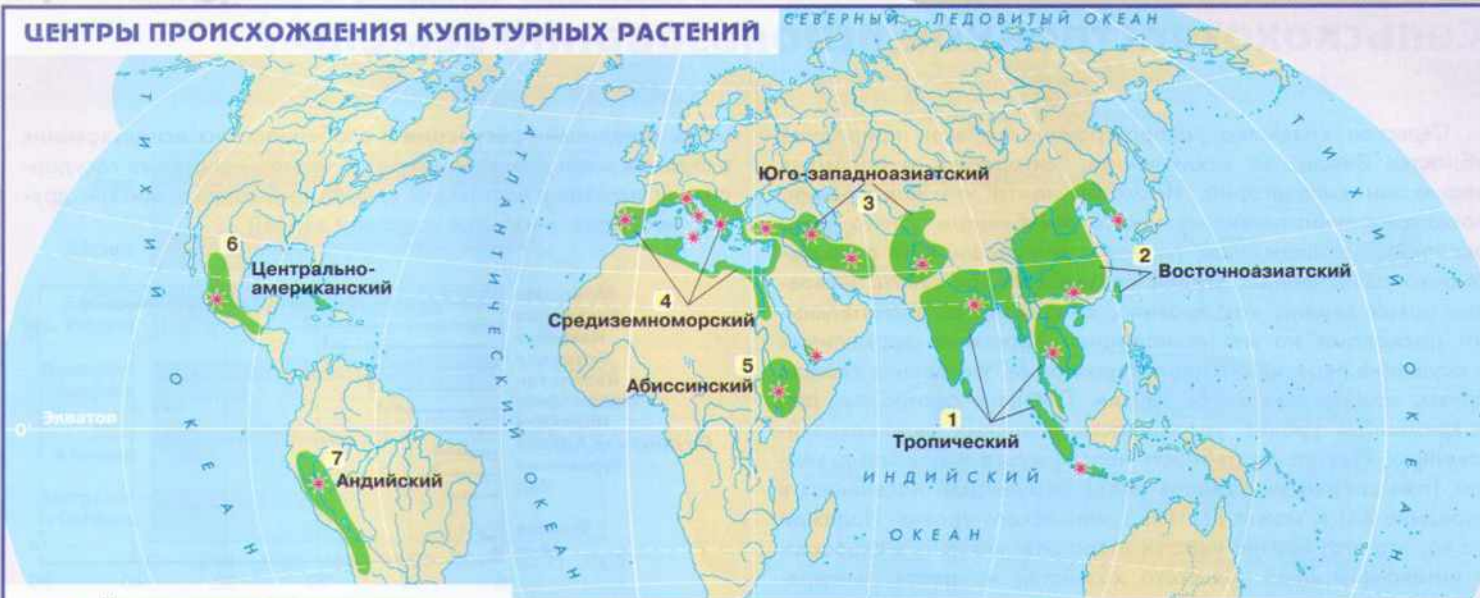 ЦЕНТРЫ ПРОИСХОЖДЕНИЯ КУЛЬТУРНЫХ РАСТЕНИЙ
СЕВЕРНЫЙ ЛЕДОВИТЫЙ ОКЕАН
ТИХИЙ
АТЛАНТИЧЕСКИЙ
ТИХИЙ
Юго-западноазиатский
3
6
Центрально-
американский
2
Восточноазиатский
4
Средиземноморский
5
Абиссинский
1
Тропический
0°
Экватор
7
Андийский
ИНДИЙСКИЙ
ОКЕАН
ОКЕАН
ОКЕАН
ОКЕАН